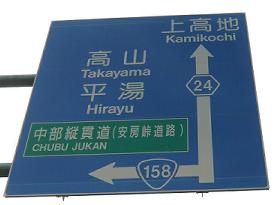 上高地
Kamikochi
高山
Takayama
平湯
Hirayu
24
中部縦貫道(安房峠道路)
CHUBU JUKAN
158